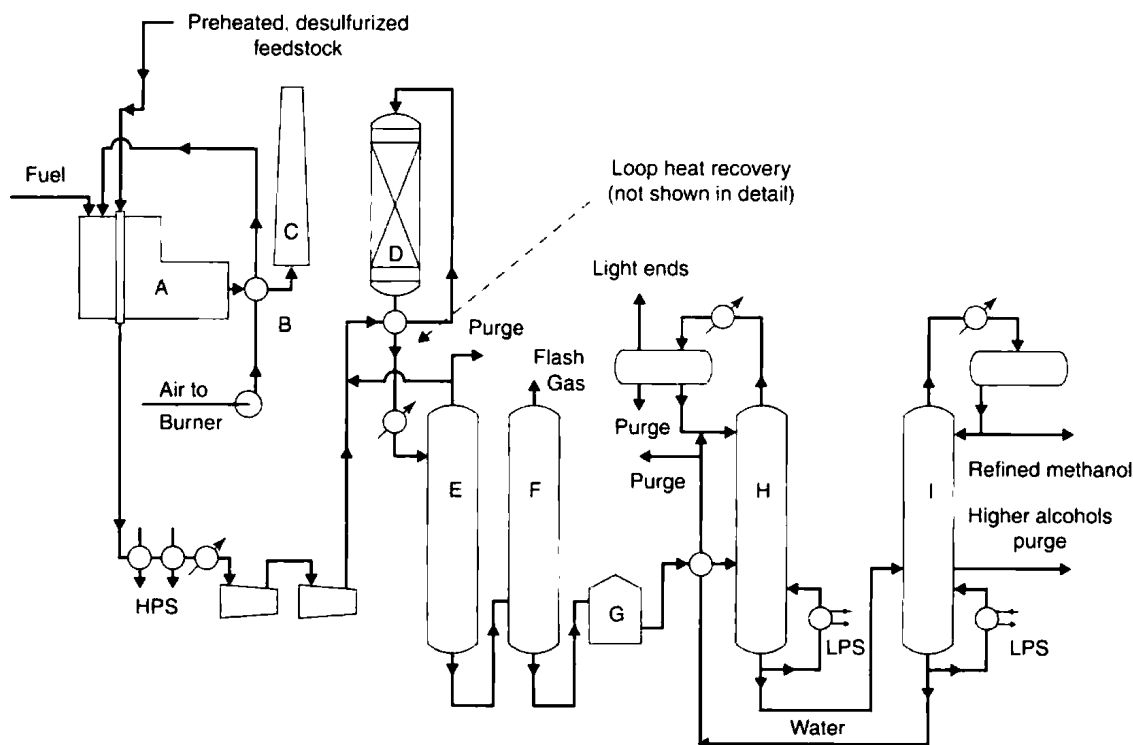 Preheated, desulfurized
feedstock
Fuel
C
Loop heat recovery
(not shown in detail)
D
A
Light ends
B
Purge
Flash
Gas
Air to
Burner
Purge
Refined methanol
Purge
E
F
H
I
Higher alcohols
purge
HPS
G
LPS
LPS
Water